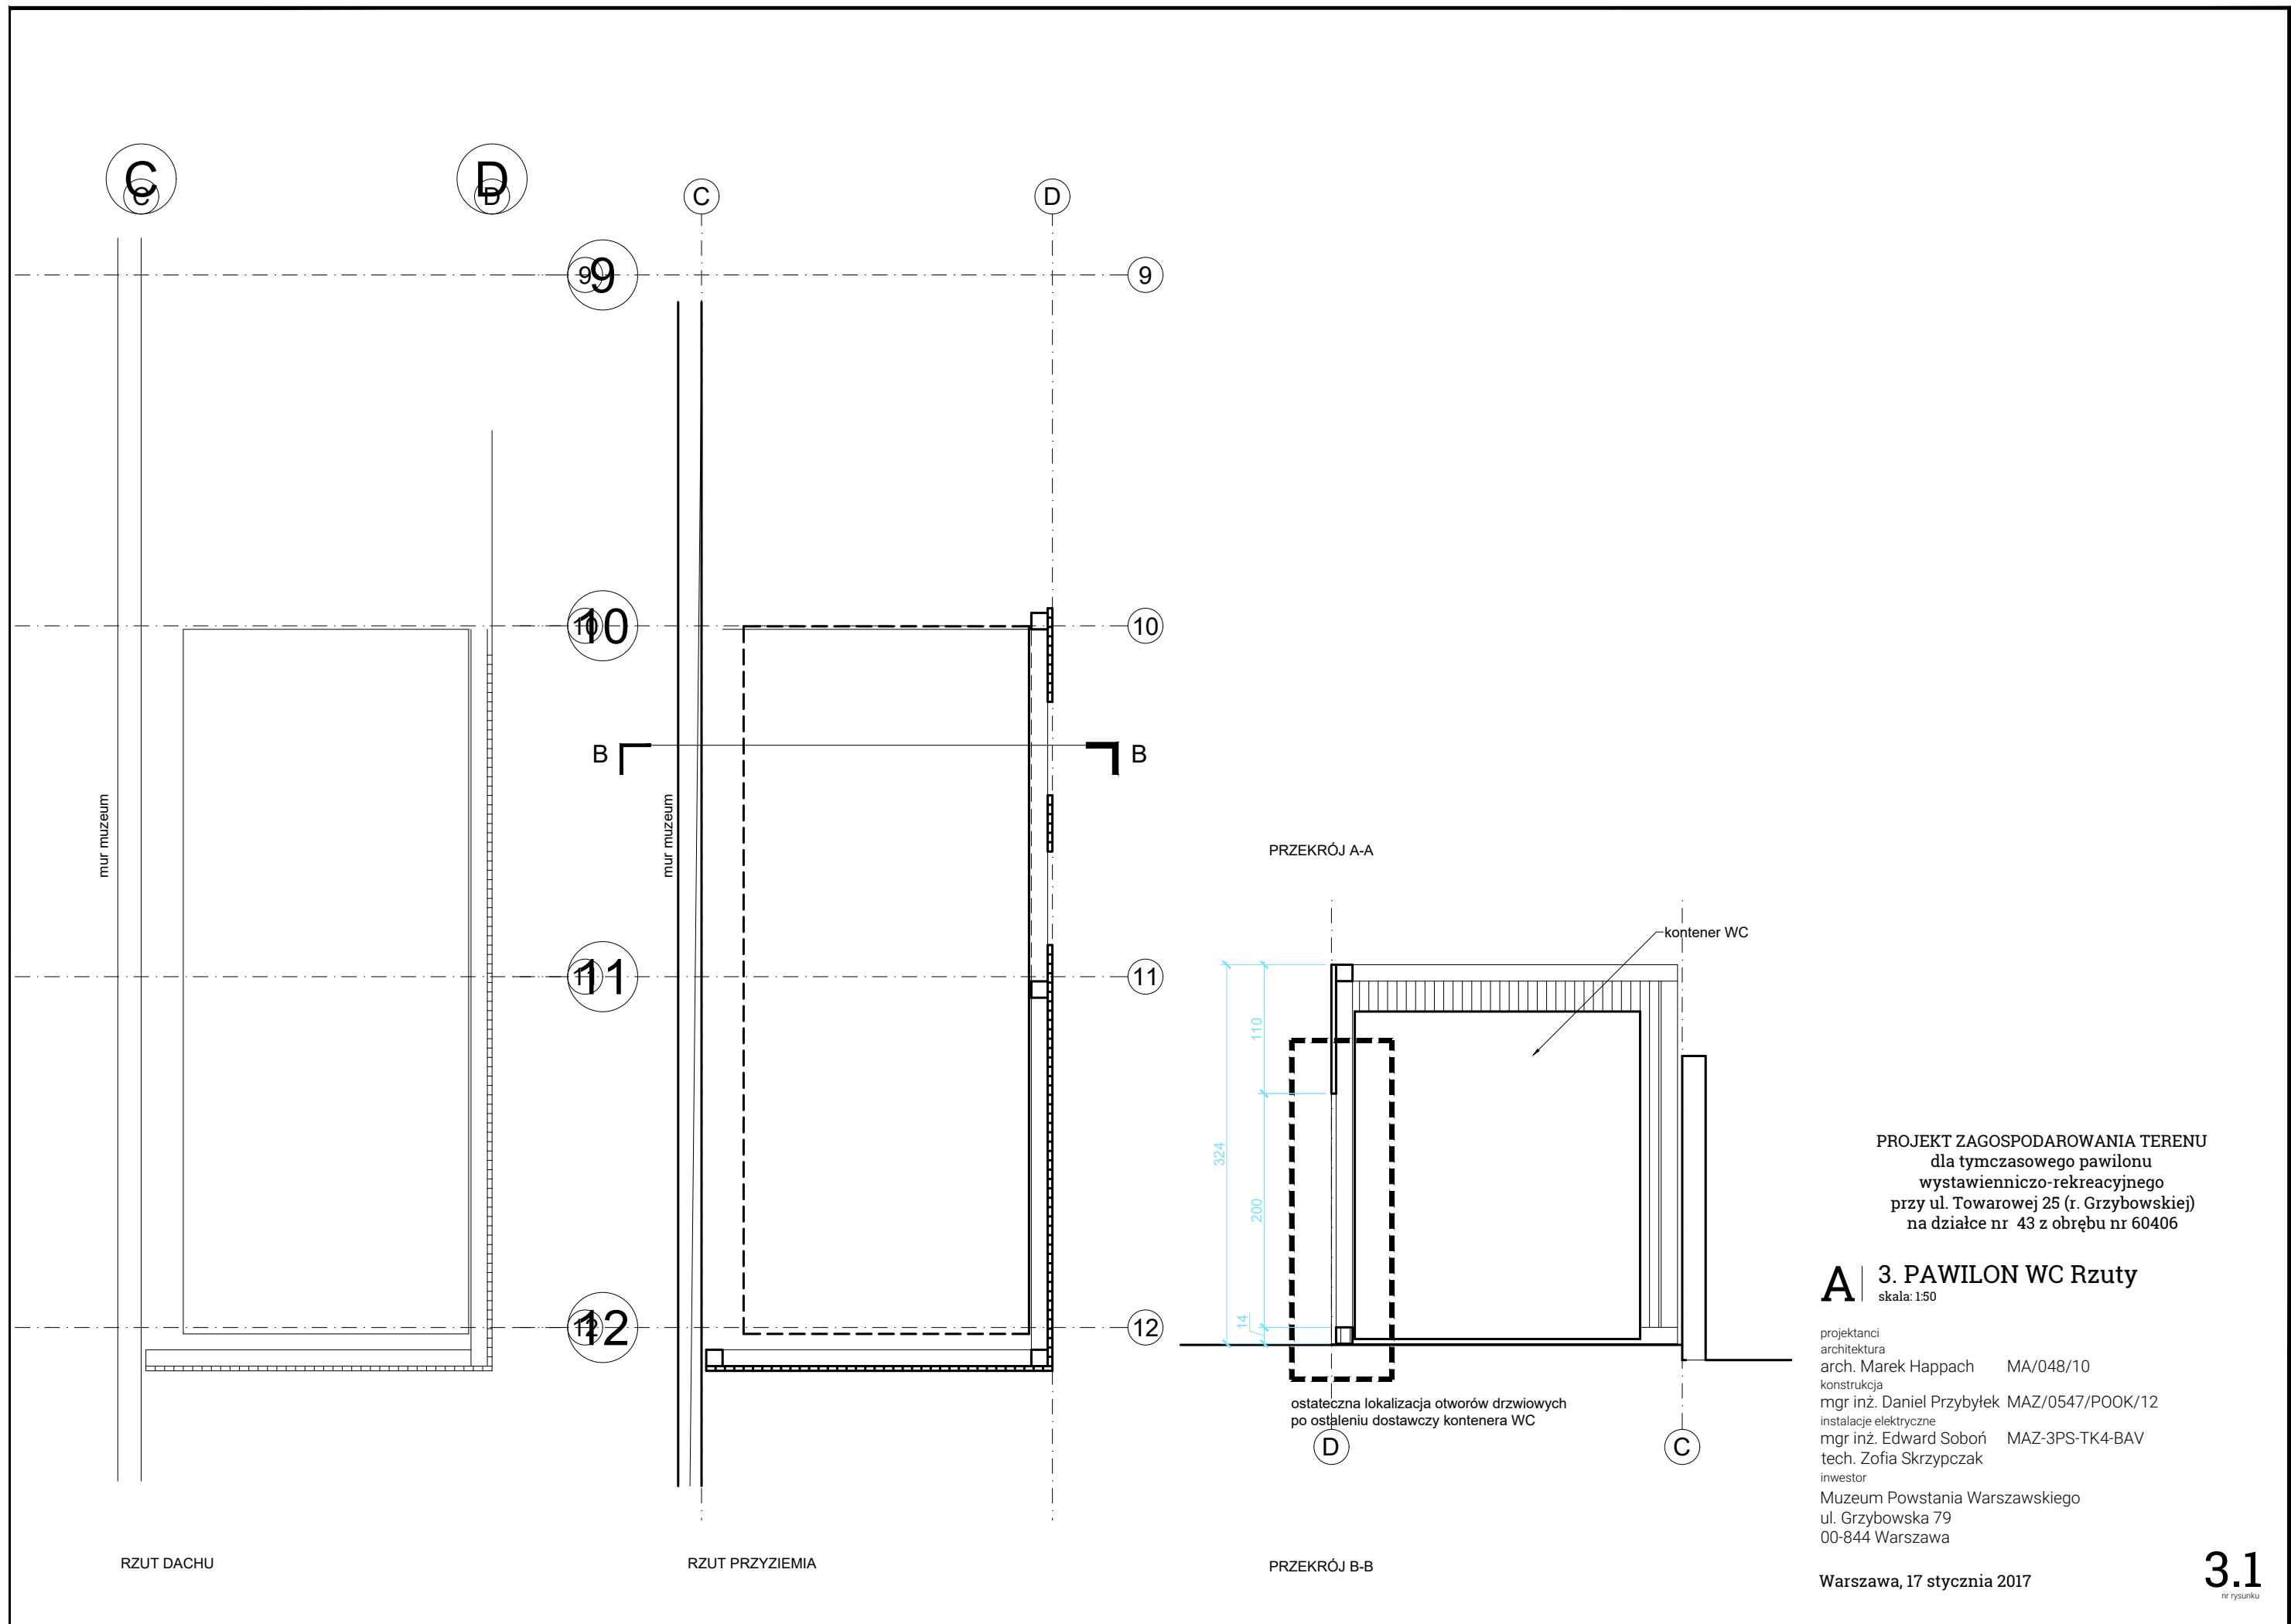 C
C
D
D
C
D
9
9
9
10
10
10
B
B
mur muzeum
mur muzeum
11
11
11
12
12
12
RZUT DACHU
RZUT PRZYZIEMIA
PRZEKRÓJ A-A
kontener WC
324
110
200
14
ostateczna lokalizacja otworów drzwiowych
po ostaleniu dostawczy kontenera WC
D
C
PRZEKRÓJ B-B
PROJEKT ZAGOSPODAROWANIA TERENU
dla tymczasowego pawilonu
wystawienniczo-rekreacyjnego
przy ul. Towarowej 25 (r. Grzybowskiej)
na działce nr 43 z obrębu nr 60406
A 3. PAWILON WC Rzuty
skala: 1:50
projektanci
architektura
arch. Marek Happach MA/048/10
konstrukcja
mgr inż. Daniel Przybyłek MAZ/0547/POOK/12
instalacje elektryczne
mgr inż. Edward Soboń MAZ-3PS-TK4-BAV
tech. Zofia Skrzypczak
inwestor
Muzeum Powstania Warszawskiego
ul. Grzybowska 79
00-844 Warszawa
Warszawa, 17 stycznia 2017
3.1
nr rysunku